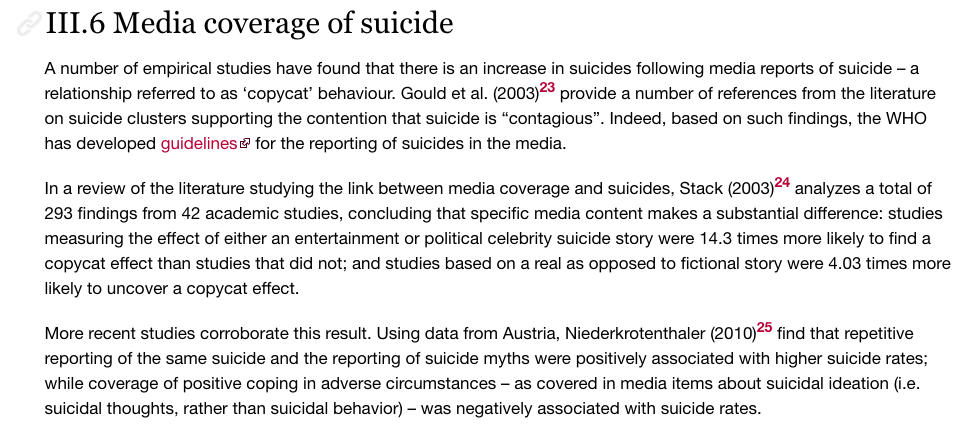 III.6 Media coverage of suicide
A number of empirical studies have found that there is an increase in suicides following media reports of suicide – a
relationship referred to as ‘copycat’ behaviour. Gould et al. (2003)23 provide a number of references from the literature
on suicide clusters supporting the contention that suicide is “contagious”. Indeed, based on such findings, the WHO
has developed guidelines for the reporting of suicides in the media.
In a review of the literature studying the link between media coverage and suicides, Stack (2003)24 analyzes a total of
293 findings from 42 academic studies, concluding that specific media content makes a substantial difference: studies
measuring the effect of either an entertainment or political celebrity suicide story were 14.3 times more likely to find a
copycat effect than studies that did not; and studies based on a real as opposed to fictional story were 4.03 times more
likely to uncover a copycat effect.
More recent studies corroborate this result. Using data from Austria, Niederkrotenthaler (2010)25 find that repetitive
reporting of the same suicide and the reporting of suicide myths were positively associated with higher suicide rates;
while coverage of positive coping in adverse circumstances – as covered in media items about suicidal ideation (i.e.
suicidal thoughts, rather than suicidal behavior) – was negatively associated with suicide rates.